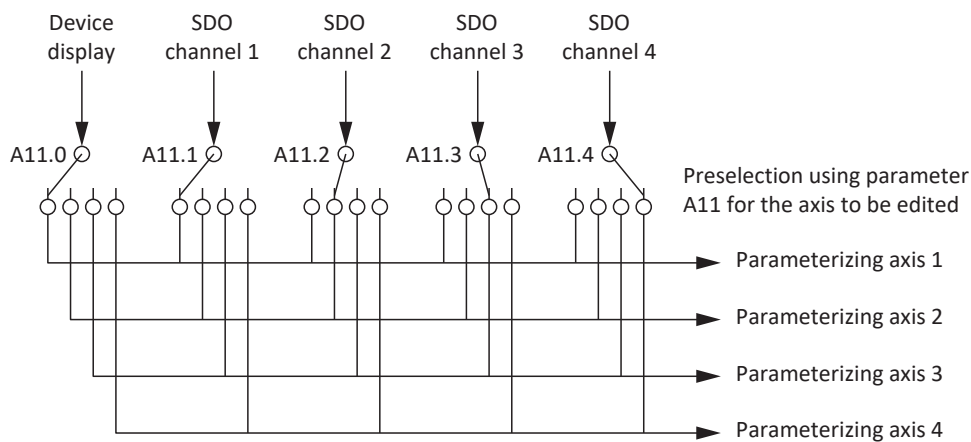 Device
display
SDO
channel 1
SDO
channel 2
SDO
channel 3
SDO
channel 4
A11.0
A11.1
A11.2
A11.3
A11.4
Preselection using parameter
A11 for the axis to be edited
Parameterizing axis 1
Parameterizing axis 2
Parameterizing axis 3
Parameterizing axis 4